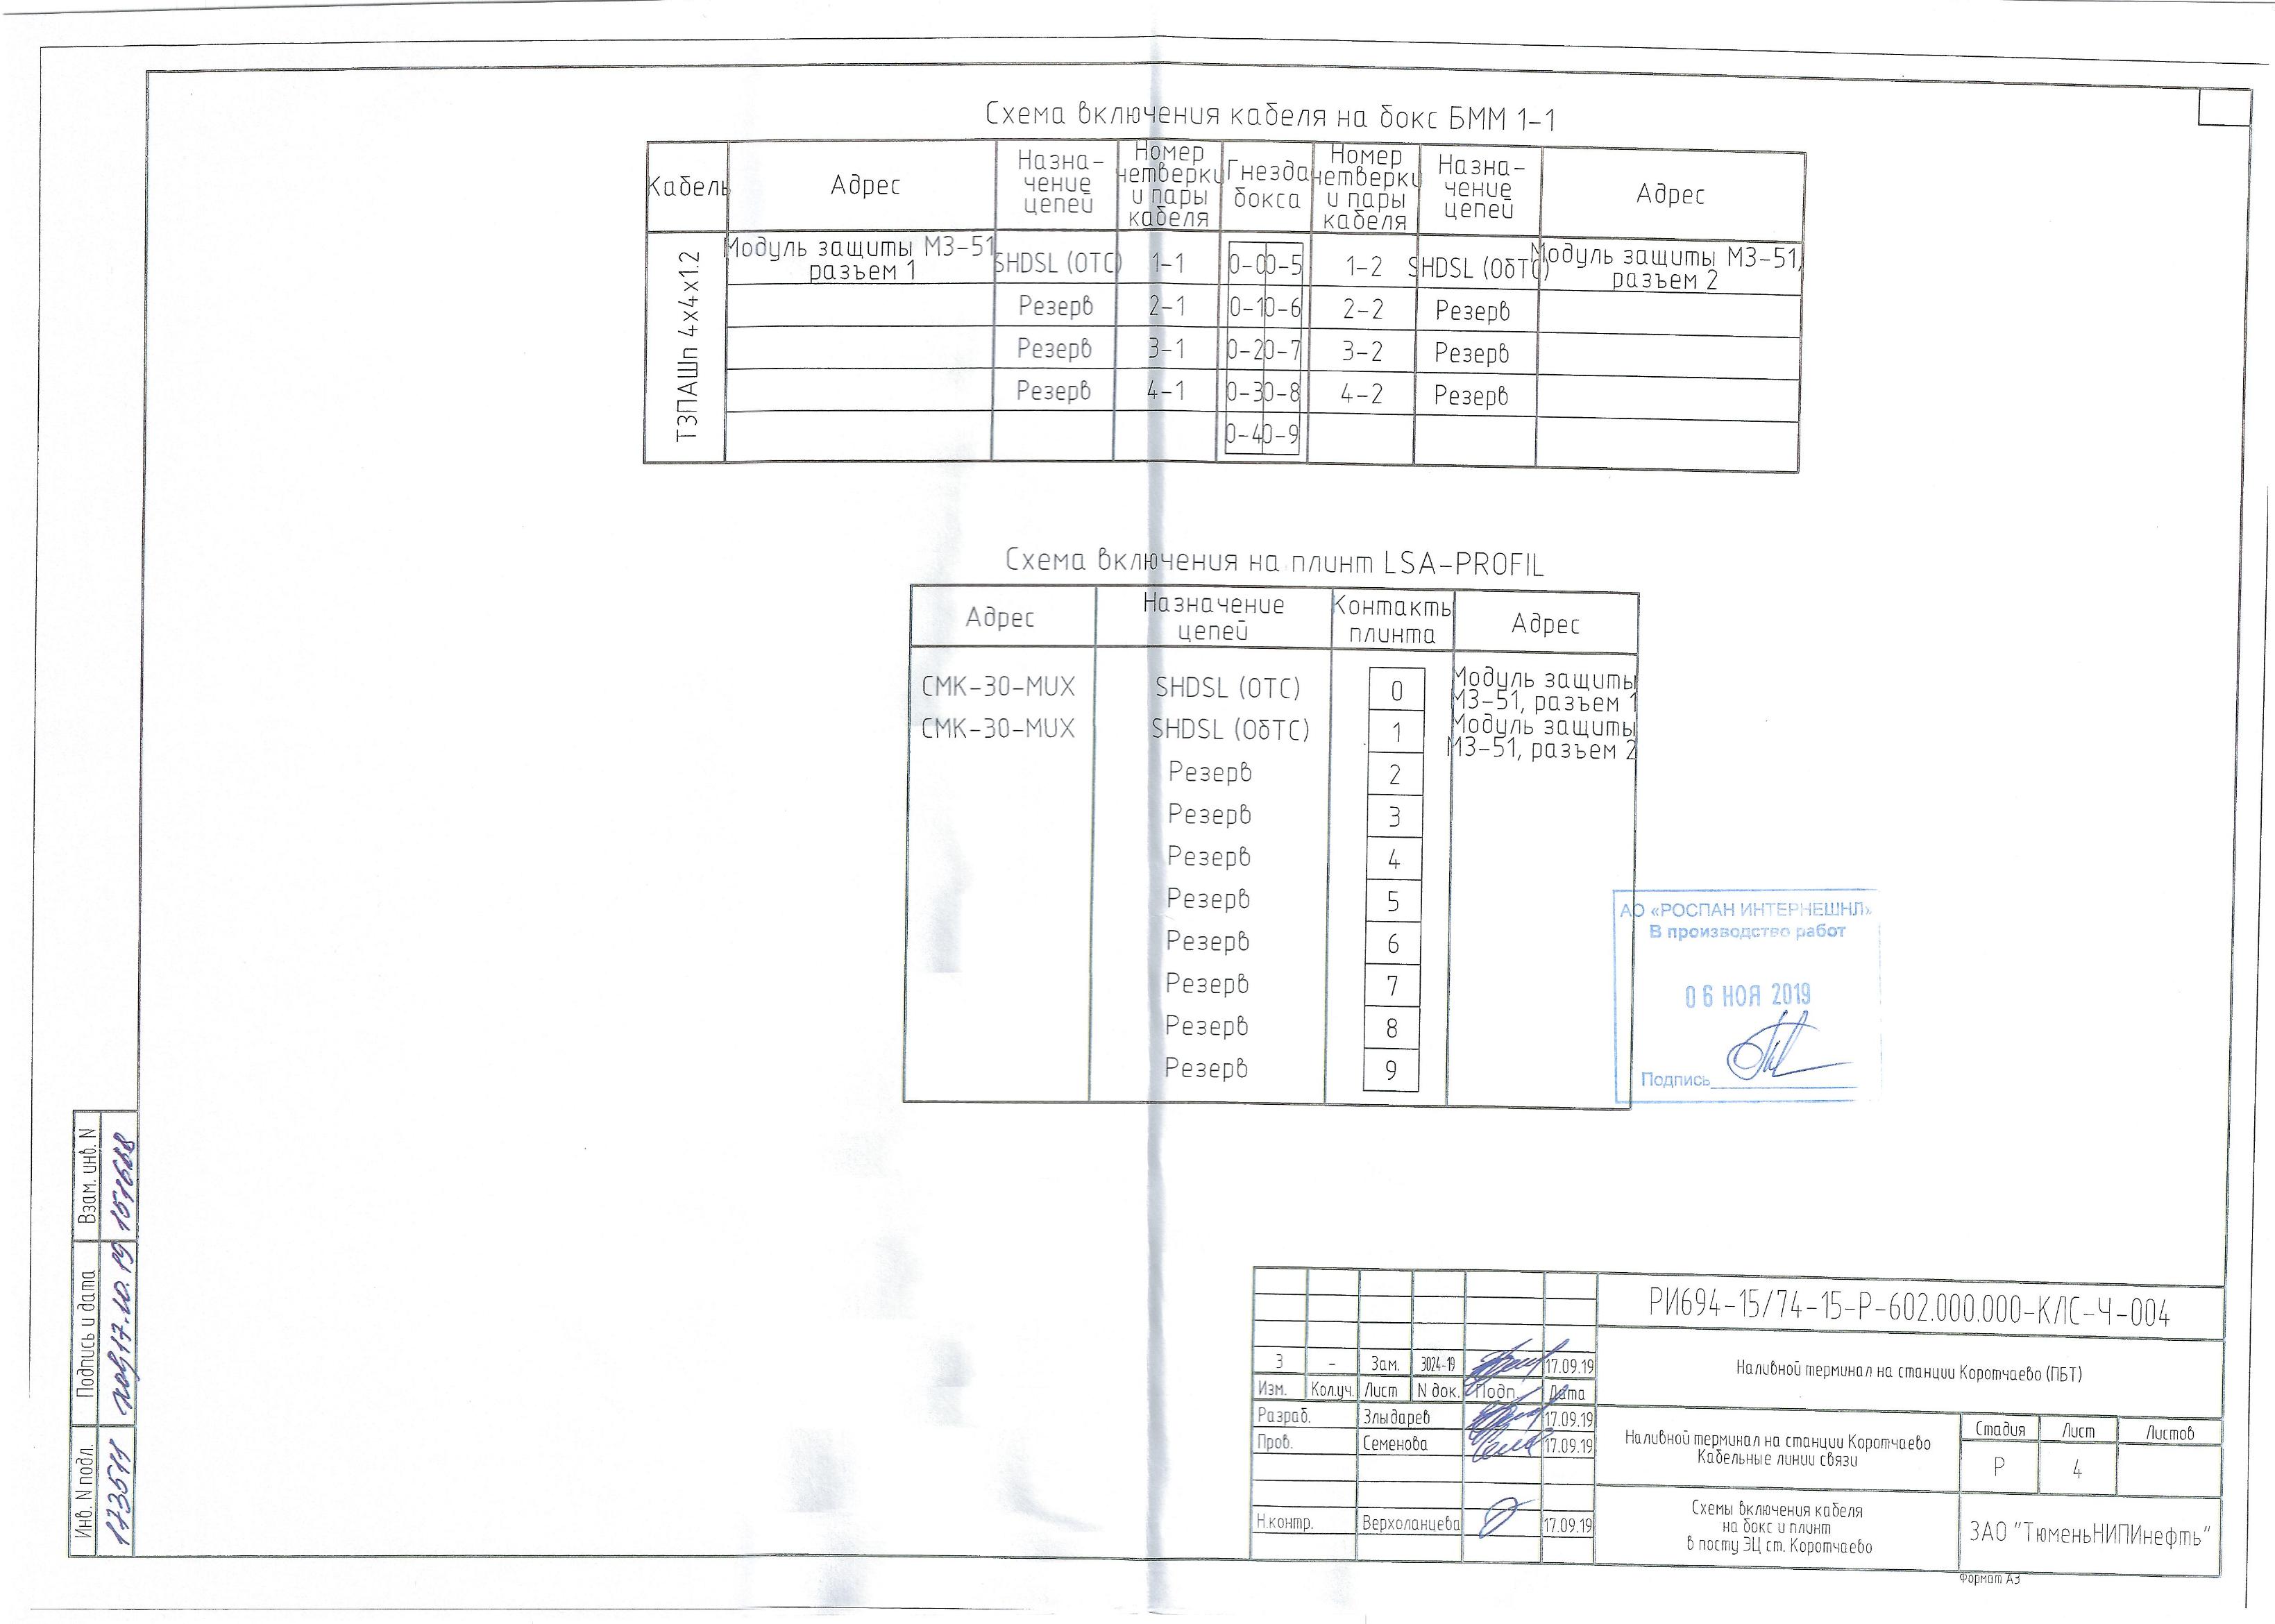 Схема включения кабеля на бокс БММ 1-1
Кабель Адрес Назна-чение цепей Номер четверки и пары кабеля Гнезда бокса Номер четверки и пары кабеля Назна-чение цепей Адрес
ТЗПАШп 4х4х1.2
Модуль защиты МЗ-51, разъем 1 SHDSL (ОТС) 1-1 0-0 0-5 1-2 SHDSL (ОбТС) Модуль защиты МЗ-51, разъем 2
Резерв 2-1 0-1 0-6 2-2 Резерв
Резерв 3-1 0-2 0-7 3-2 Резерв
Резерв 4-1 0-3 0-8 4-2 Резерв
0-4 0-9
Схема включения на плинт LSA-PROFIL
Адрес Назначение цепей Контакты плинта Адрес
СМК-30-MUX SHDSL (ОТС) 0 Модуль защиты МЗ-51, разъем 1
СМК-30-MUX SHDSL (ОбТС) 1 Модуль защиты МЗ-51, разъем 2
Резерв 2
Резерв 3
Резерв 4
Резерв 5
Резерв 6
Резерв 7
Резерв 8
Резерв 9
АО «РОСПАН ИНТЕРНЕШНЛ»
В производство работ
06 НОЯ 2019
Подпись
Взам. инв. N 151688
Подпись и дата 17.10.19
Инв. N подл. 173511
РИ694-15/74-15-Р-602.000.000-КЛС-Ч-004
3 - Зам. 3024-19 17.09.19
Изм. Кол.уч. Лист N док. Подп. Дата
Наливной терминал на станции Коротчаево (ПБТ)
Разраб. Злыдарев 17.09.19
Пров. Семенова 17.09.19
Н.контр. Верхоланцева 17.09.19
Наливной терминал на станции Коротчаево
Кабельные линии связи
Стадия Лист Листов
Р 4
Схемы включения кабеля
на бокс и плинт
в посту ЭЦ ст. Коротчаево
ЗАО "ТюменьНИПИнефть"
Формат А3